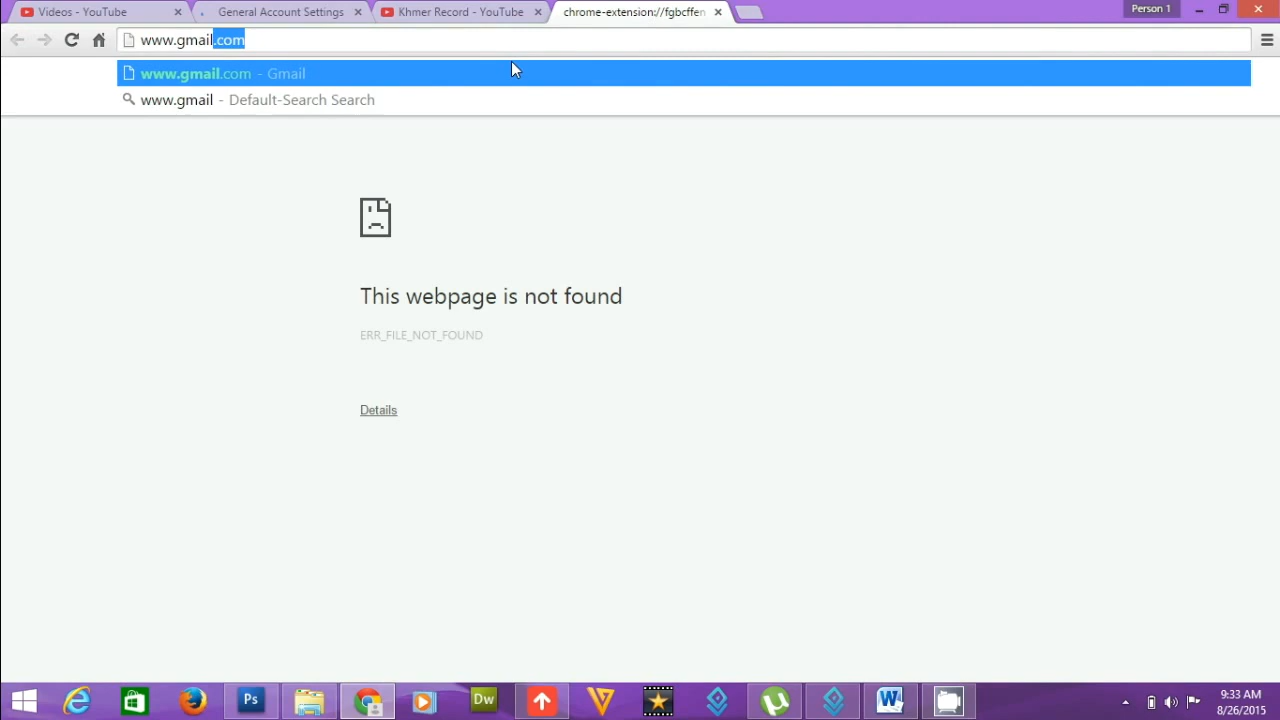 Videos - YouTube
General Account Settings
Khmer Record - YouTube
chrome-extension://fgbcffen
Person 1
www.gmail.com
www.gmail.com - Gmail
www.gmail - Default-Search Search
This webpage is not found
ERR_FILE_NOT_FOUND
Details
Ps
Dw
W
9:33 AM
8/26/2015